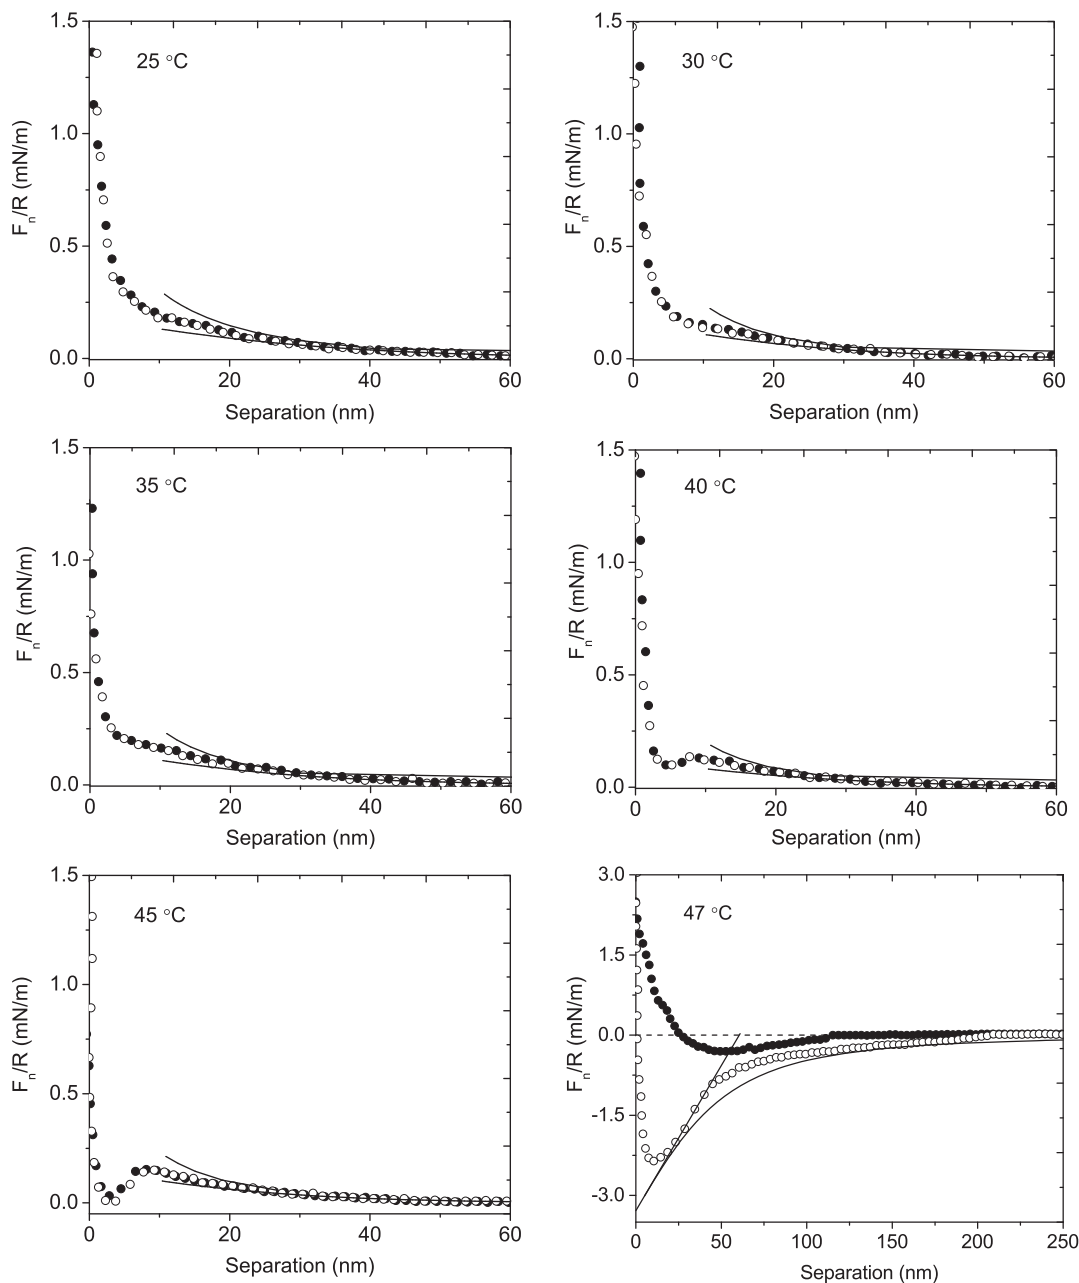 1.5
1.0
0.5
0.0
F_n/R (mN/m)
25 °C
0 20 40 60
Separation (nm)
1.5
1.0
0.5
0.0
F_n/R (mN/m)
30 °C
0 20 40 60
Separation (nm)
1.5
1.0
0.5
0.0
F_n/R (mN/m)
35 °C
0 20 40 60
Separation (nm)
1.5
1.0
0.5
0.0
F_n/R (mN/m)
40 °C
0 20 40 60
Separation (nm)
1.5
1.0
0.5
0.0
F_n/R (mN/m)
45 °C
0 20 40 60
Separation (nm)
3.0
1.5
0.0
-1.5
-3.0
F_n/R (mN/m)
47 °C
0 50 100 150 200 250
Separation (nm)